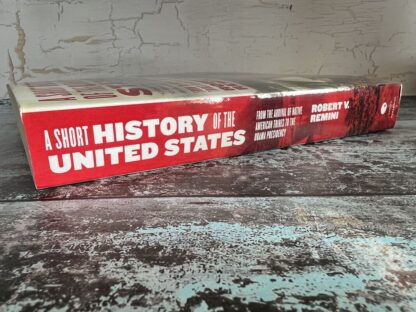 A SHORT HISTORY OF THE
UNITED STATES
FROM THE ARRIVAL OF NATIVE
AMERICAN TRIBES TO THE
OBAMA PRESIDENCY
ROBERT V.
REMINI